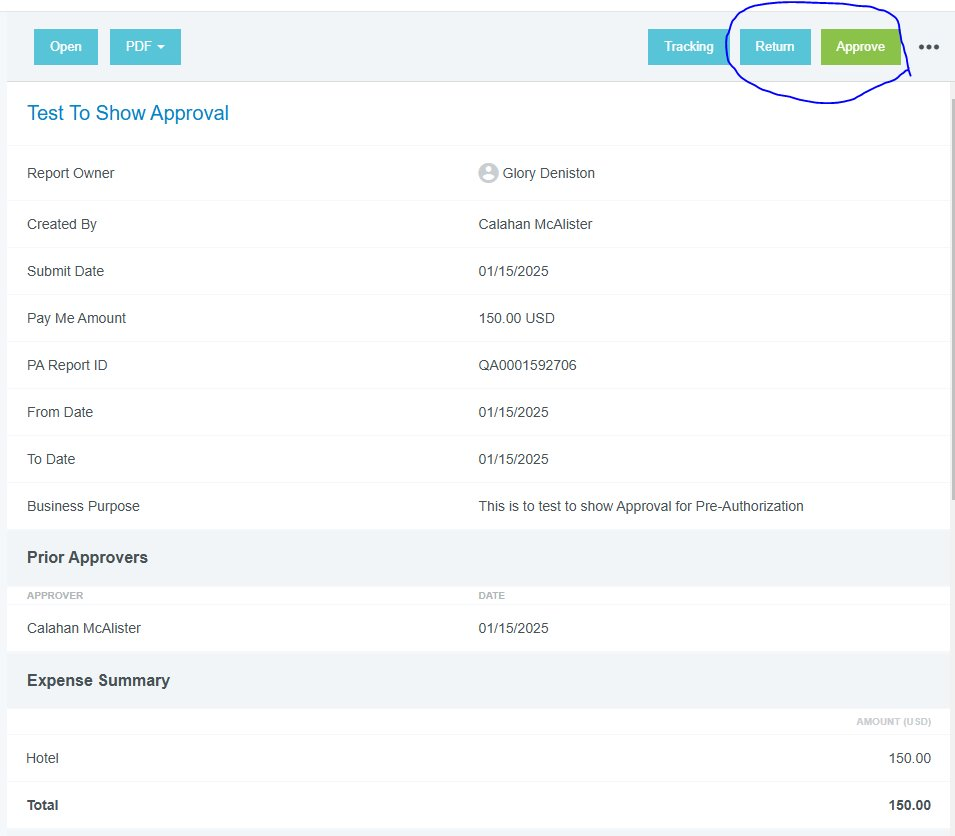 Open PDF Tracking Return Approve
Test To Show Approval
Report Owner Glory Deniston
Created By Calahan McAlister
Submit Date 01/15/2025
Pay Me Amount 150.00 USD
PA Report ID QA0001592706
From Date 01/15/2025
To Date 01/15/2025
Business Purpose This is to test to show Approval for Pre-Authorization
Prior Approvers
APPROVER DATE
Calahan McAlister 01/15/2025
Expense Summary
AMOUNT (USD)
Hotel 150.00
Total 150.00